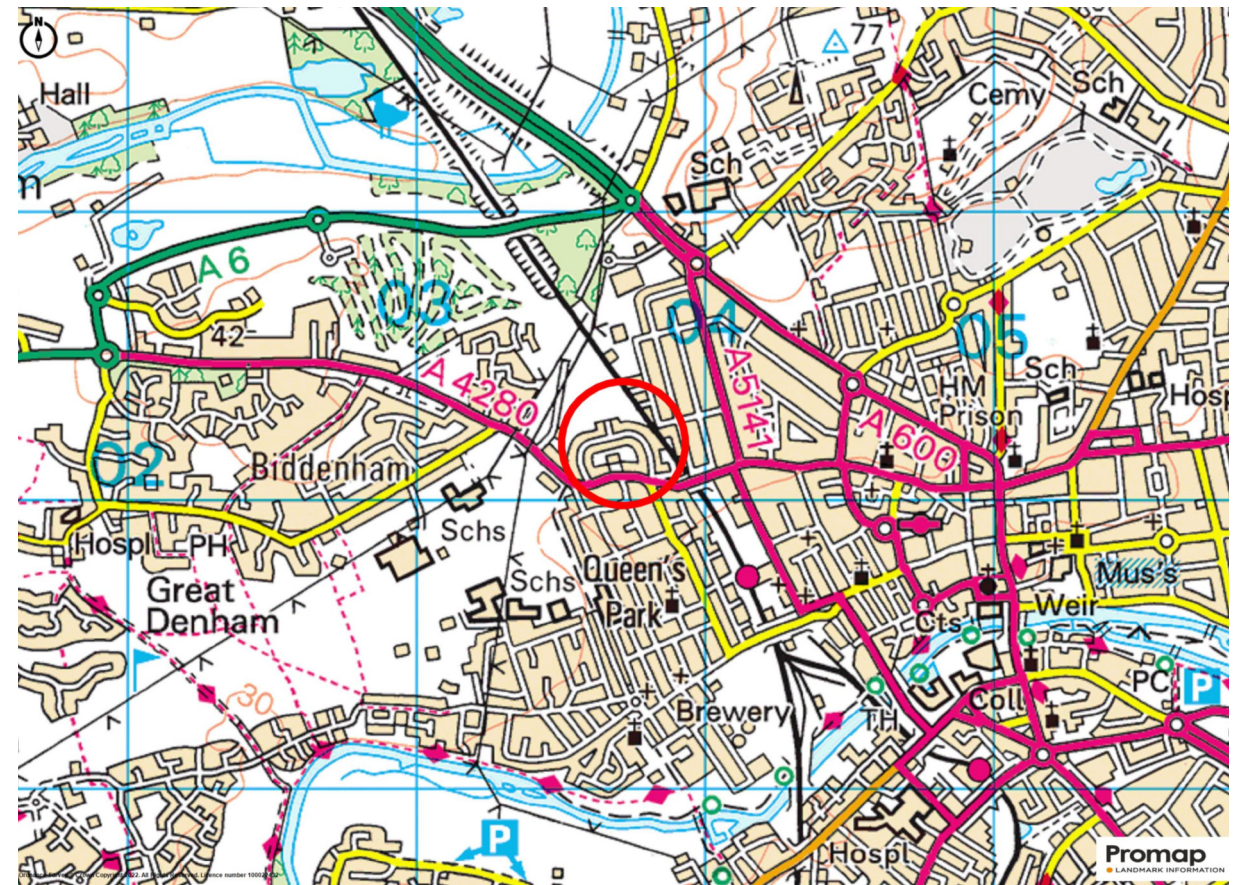 N
77
Hall
Cemy
Sch
Sch
A 6
03
04
05
42
A 4280
A5141
HM
Prison
Sch
Hosp
A 600
02
Biddenham
Hospl
PH
Schs
Great
Denham
Schs
Queen's
Park
Mus's
Cts
Weir
30
Brewery
TH
Coll
PC
P
P
Hospl
Promap
LANDMARK INFORMATION